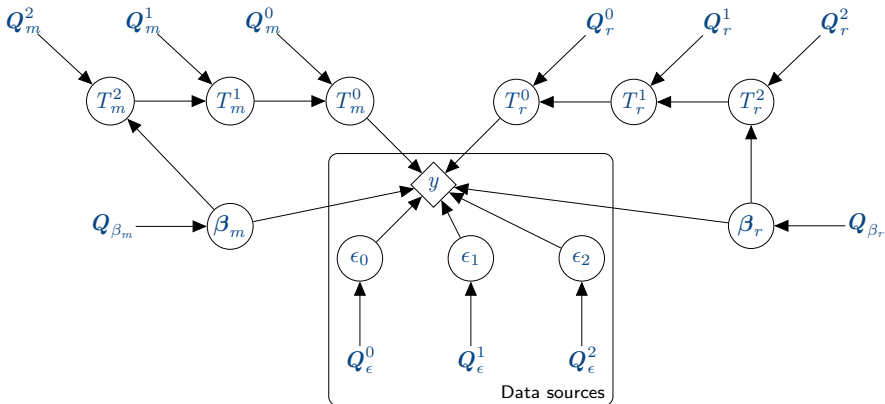 Q_m^2 Q_m^1 Q_m^0 Q_r^0 Q_r^1 Q_r^2
T_m^2 T_m^1 T_m^0 T_r^0 T_r^1 T_r^2
y
Q_{β_m} β_m β_r Q_{β_r}
ϵ_0 ϵ_1 ϵ_2
Q_ϵ^0 Q_ϵ^1 Q_ϵ^2
Data sources